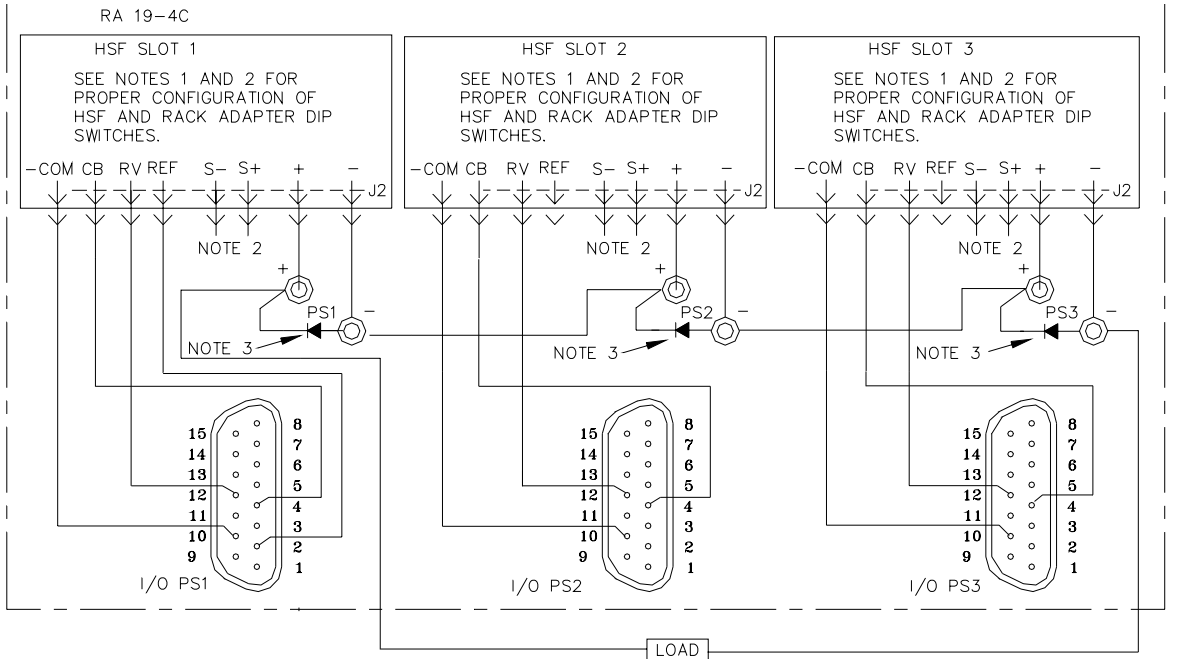 RA 19-4C
HSF SLOT 1
SEE NOTES 1 AND 2 FOR
PROPER CONFIGURATION OF
HSF AND RACK ADAPTER DIP
SWITCHES.
-COM CB RV REF S- S+ + -
J2
NOTE 2
+
PS1
-
NOTE 3
15
14
13
12
11
10
9
8
7
6
5
4
3
2
1
I/O PS1
HSF SLOT 2
SEE NOTES 1 AND 2 FOR
PROPER CONFIGURATION OF
HSF AND RACK ADAPTER DIP
SWITCHES.
-COM CB RV REF S- S+ + -
J2
NOTE 2
+
PS2
-
NOTE 3
15
14
13
12
11
10
9
8
7
6
5
4
3
2
1
I/O PS2
HSF SLOT 3
SEE NOTES 1 AND 2 FOR
PROPER CONFIGURATION OF
HSF AND RACK ADAPTER DIP
SWITCHES.
-COM CB RV REF S- S+ + -
J2
NOTE 2
+
PS3
-
NOTE 3
15
14
13
12
11
10
9
8
7
6
5
4
3
2
1
I/O PS3
LOAD